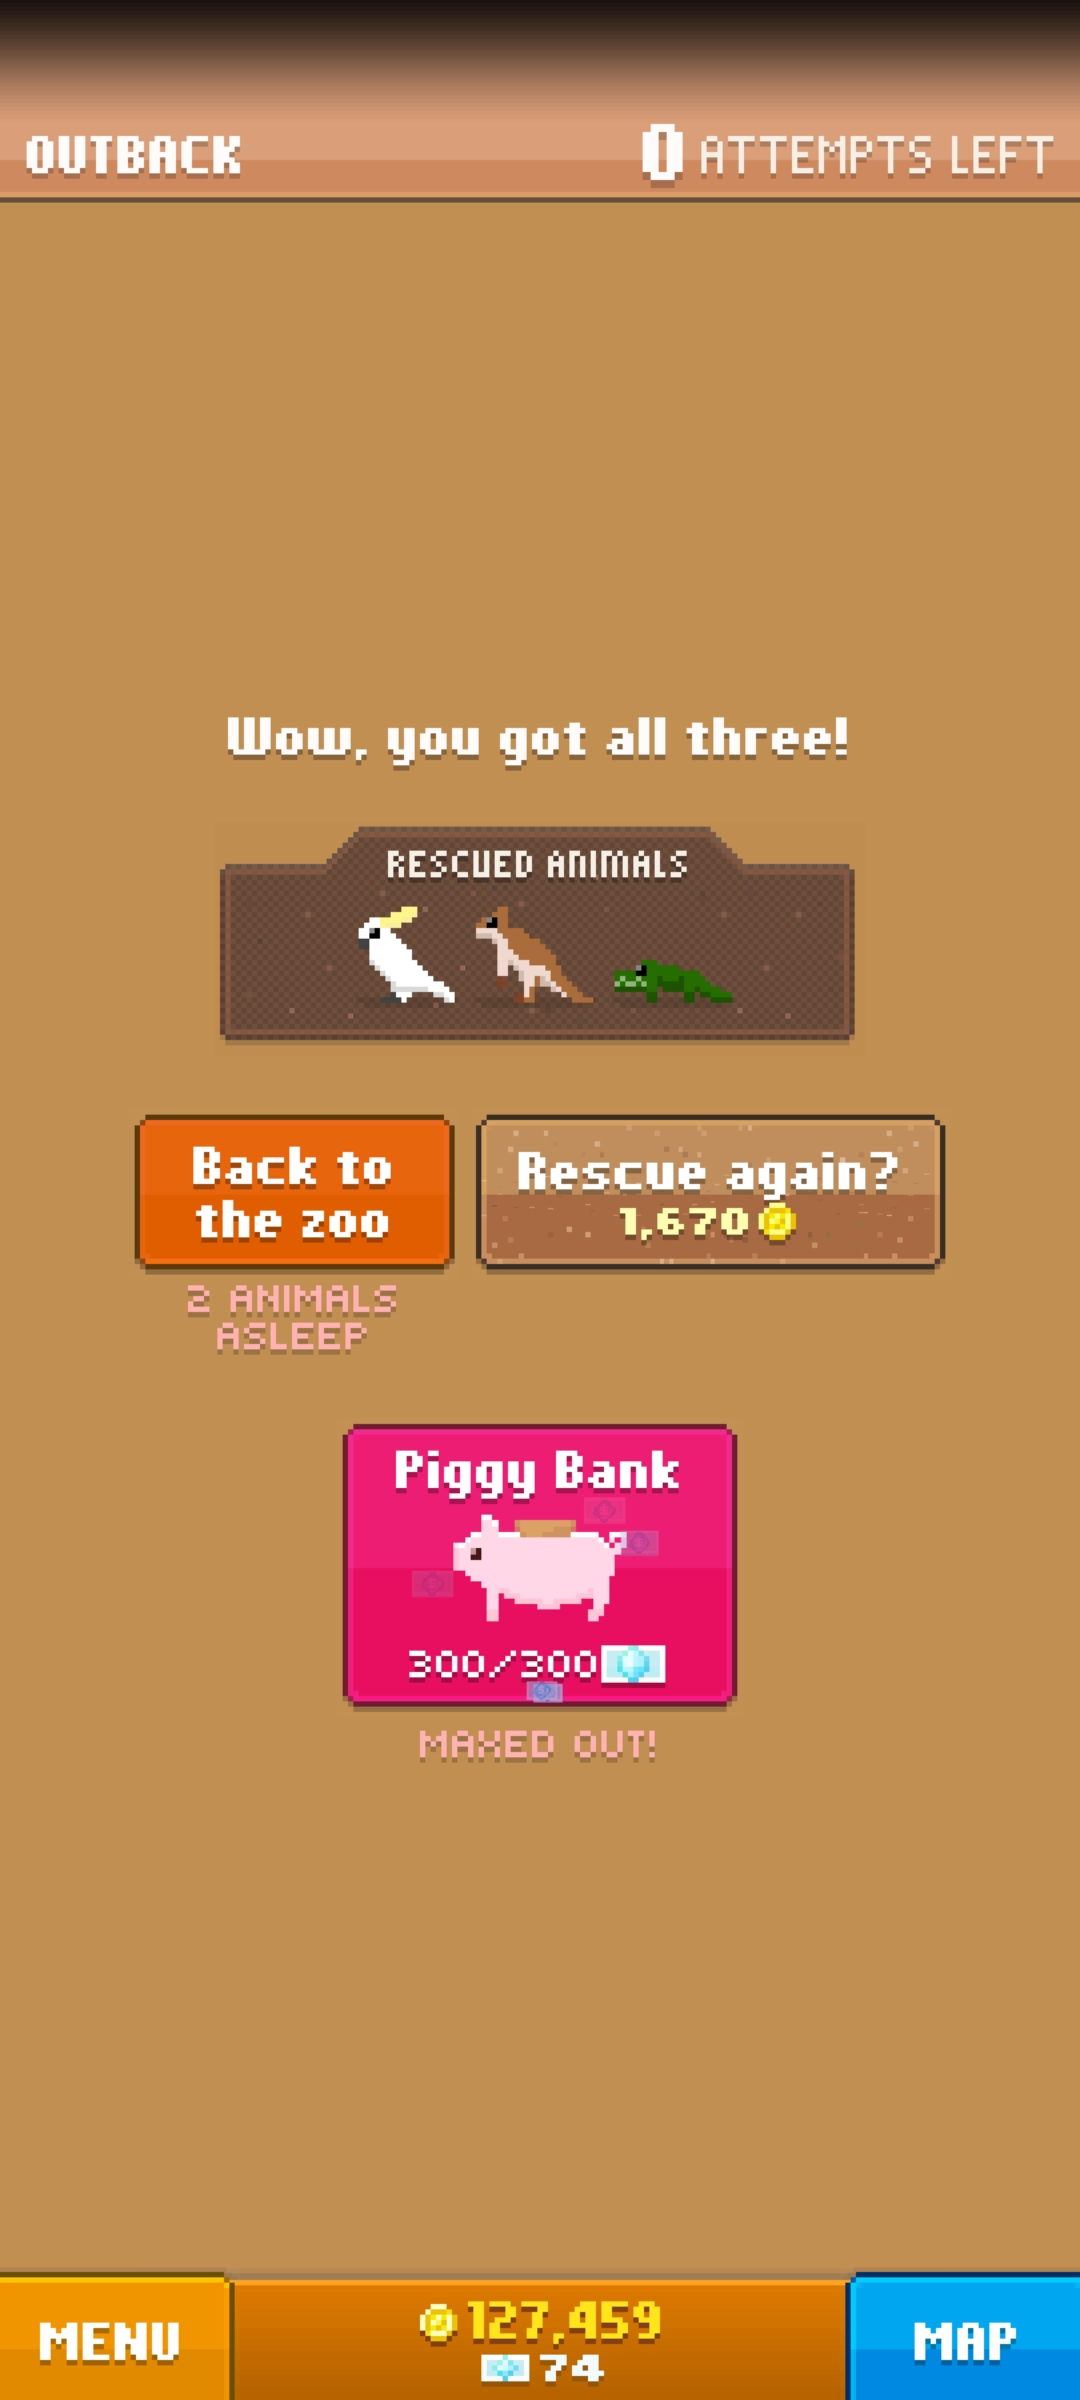 OUTBACK
0 ATTEMPTS LEFT
Wow, you got all three!
RESCUED ANIMALS
Back to
the zoo
Rescue again?
1,670
2 ANIMALS
ASLEEP
Piggy Bank
300/300
MAXED OUT!
MENU
127,459
74
MAP